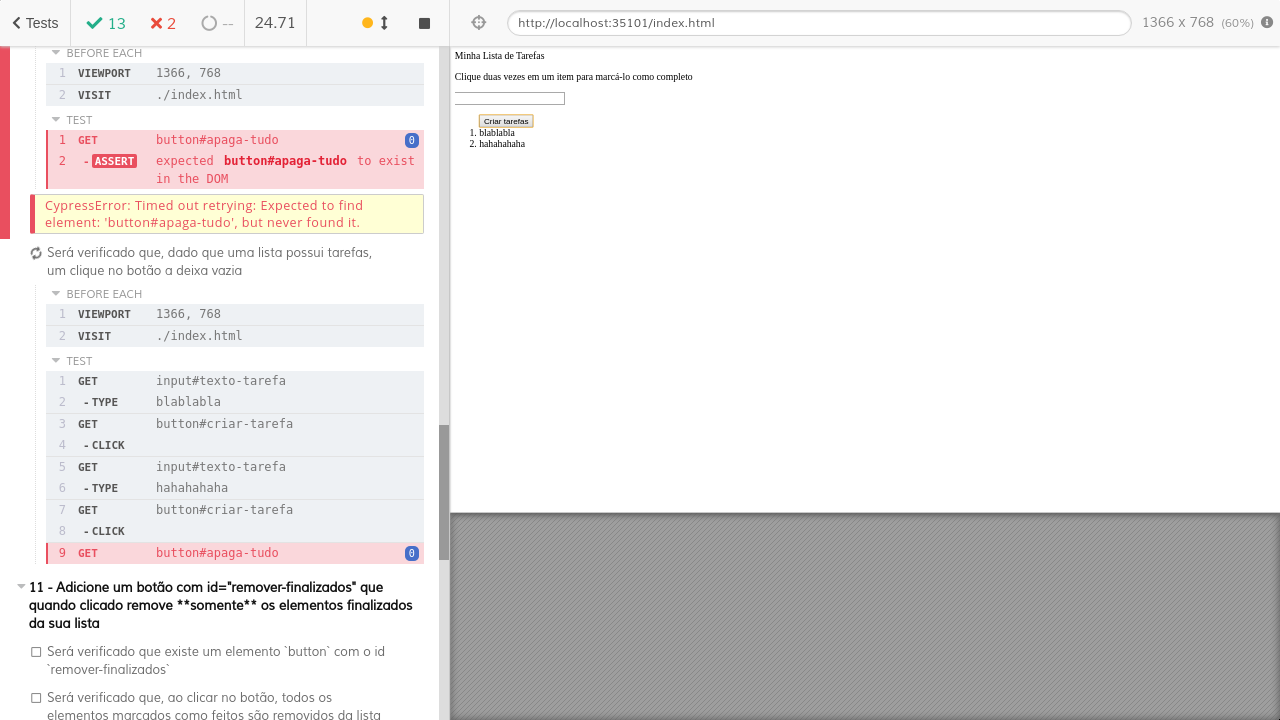 Tests 13 2 -- 24.71
http://localhost:35101/index.html 1366 x 768 (60%)
BEFORE EACH
1 VIEWPORT 1366, 768
2 VISIT ./index.html
TEST
1 GET button#apaga-tudo 0
2 -ASSERT expected button#apaga-tudo to exist
in the DOM
CypressError: Timed out retrying: Expected to find
element: 'button#apaga-tudo', but never found it.
Será verificado que, dado que uma lista possui tarefas,
um clique no botão a deixa vazia
BEFORE EACH
1 VIEWPORT 1366, 768
2 VISIT ./index.html
TEST
1 GET input#texto-tarefa
2 -TYPE blablabla
3 GET button#criar-tarefa
4 -CLICK
5 GET input#texto-tarefa
6 -TYPE hahahahaha
7 GET button#criar-tarefa
8 -CLICK
9 GET button#apaga-tudo 0
11 - Adicione um botão com id="remover-finalizados" que
quando clicado remove **somente** os elementos finalizados
da sua lista
Será verificado que existe um elemento `button` com o id
`remover-finalizados`
Será verificado que, ao clicar no botão, todos os
elementos marcados como feitos são removidos da lista
Minha Lista de Tarefas
Clique duas vezes em um item para marcá-lo como completo
Criar tarefas
1. blablabla
2. hahahahaha